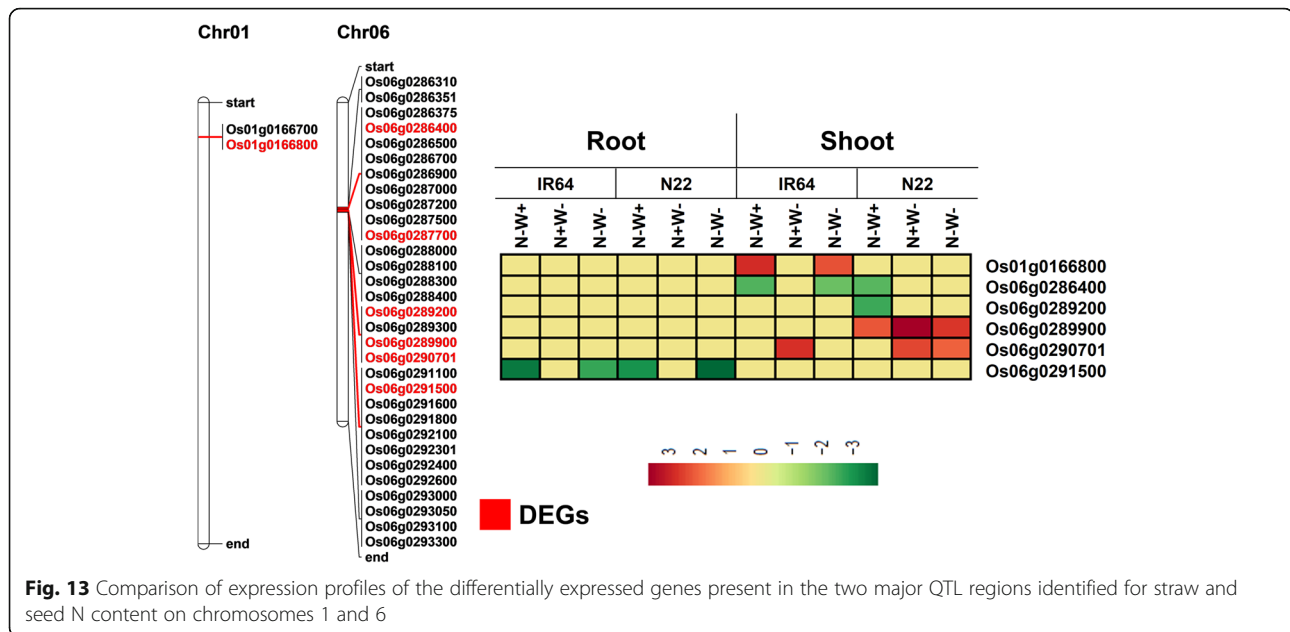 Chr01
Chr06
start
Os01g0166700
Os01g0166800
end
start
Os06g0286310
Os06g0286351
Os06g0286375
Os06g0286400
Os06g0286500
Os06g0286700
Os06g0286900
Os06g0287000
Os06g0287200
Os06g0287500
Os06g0287700
Os06g0288000
Os06g0288100
Os06g0288300
Os06g0288400
Os06g0289200
Os06g0289300
Os06g0289900
Os06g0290701
Os06g0291100
Os06g0291500
Os06g0291600
Os06g0291800
Os06g0292100
Os06g0292301
Os06g0292400
Os06g0292600
Os06g0293000
Os06g0293050
Os06g0293100
Os06g0293300
end
Root Shoot
IR64 N22 IR64 N22
N-W+ N+W- N-W- N-W+ N+W- N-W- N-W+ N+W- N-W- N-W+ N+W- N-W-
Os01g0166800
Os06g0286400
Os06g0289200
Os06g0289900
Os06g0290701
Os06g0291500
3 2 1 0 -1 -2 -3
DEGs
Fig. 13 Comparison of expression profiles of the differentially expressed genes present in the two major QTL regions identified for straw and
seed N content on chromosomes 1 and 6